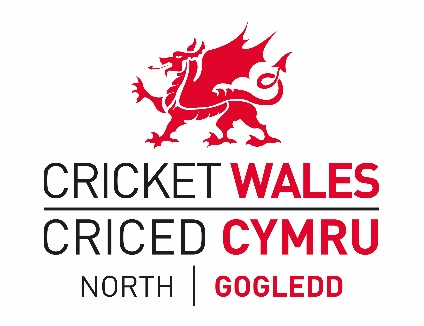 CRICKET WALES
CRICED CYMRU
NORTH | GOGLEDD